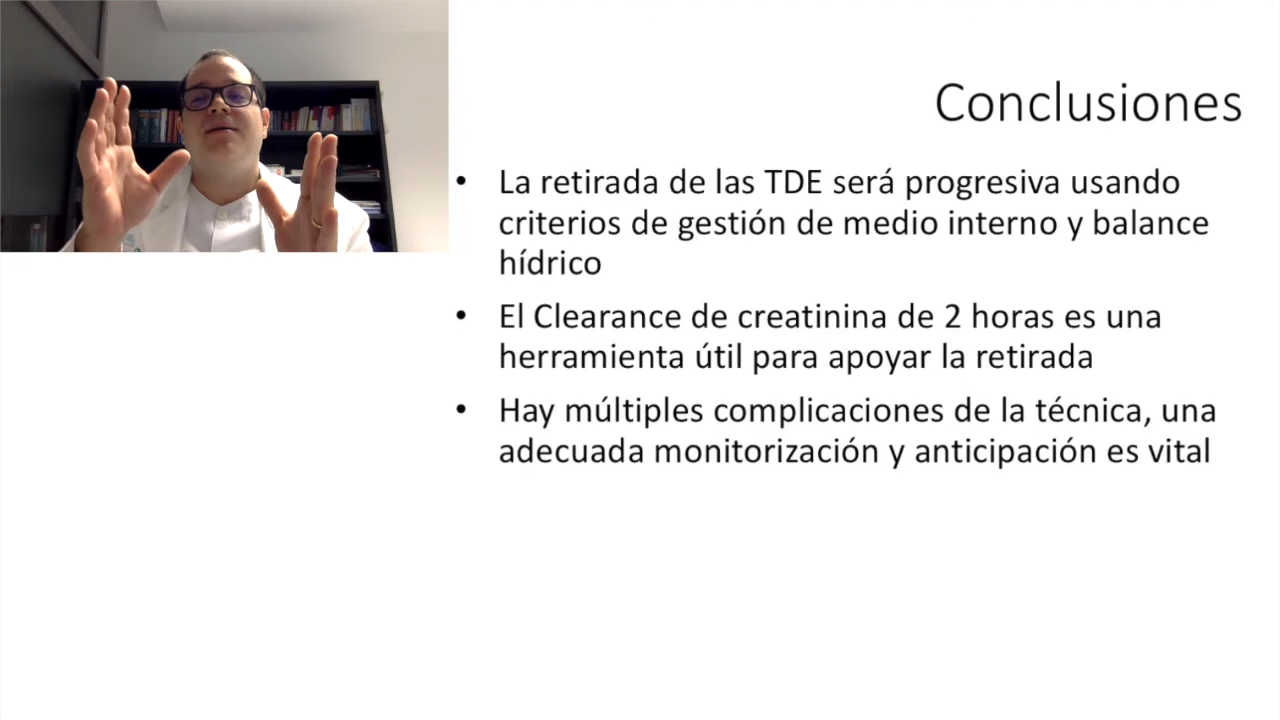 Conclusiones
• La retirada de las TDE será progresiva usando
criterios de gestión de medio interno y balance
hídrico
• El Clearance de creatinina de 2 horas es una
herramienta útil para apoyar la retirada
• Hay múltiples complicaciones de la técnica, una
adecuada monitorización y anticipación es vital